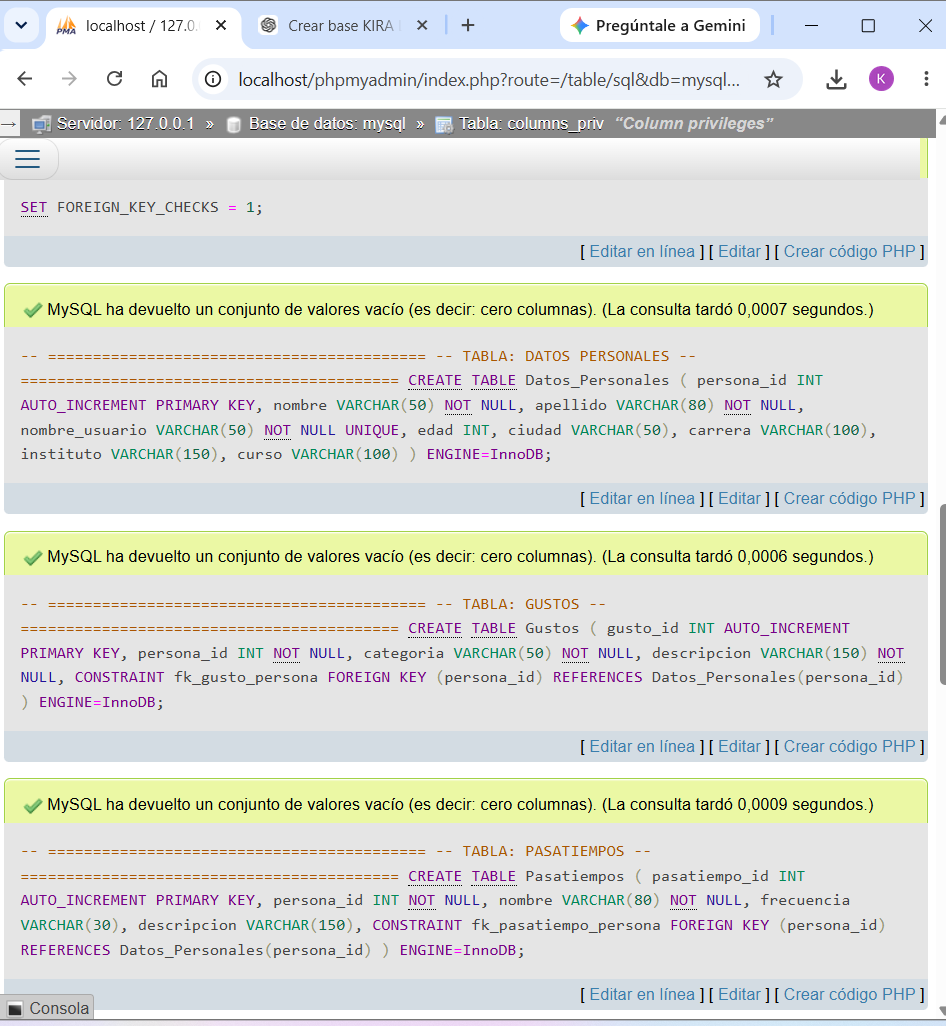 localhost / 127.0.
Crear base KIRA
Pregúntale a Gemini
localhost/phpmyadmin/index.php?route=/table/sql&db=mysql...
K
Servidor: 127.0.0.1 » Base de datos: mysql » Tabla: columns_priv “Column privileges”
SET FOREIGN_KEY_CHECKS = 1;
[ Editar en línea ] [ Editar ] [ Crear código PHP ]
MySQL ha devuelto un conjunto de valores vacío (es decir: cero columnas). (La consulta tardó 0,0007 segundos.)
-- ========================================== -- TABLA: DATOS PERSONALES --
========================================== CREATE TABLE Datos_Personales ( persona_id INT
AUTO_INCREMENT PRIMARY KEY, nombre VARCHAR(50) NOT NULL, apellido VARCHAR(80) NOT NULL,
nombre_usuario VARCHAR(50) NOT NULL UNIQUE, edad INT, ciudad VARCHAR(50), carrera VARCHAR(100),
instituto VARCHAR(150), curso VARCHAR(100) ) ENGINE=InnoDB;
[ Editar en línea ] [ Editar ] [ Crear código PHP ]
MySQL ha devuelto un conjunto de valores vacío (es decir: cero columnas). (La consulta tardó 0,0006 segundos.)
-- ========================================== -- TABLA: GUSTOS --
========================================== CREATE TABLE Gustos ( gusto_id INT AUTO_INCREMENT
PRIMARY KEY, persona_id INT NOT NULL, categoria VARCHAR(50) NOT NULL, descripcion VARCHAR(150) NOT
NULL, CONSTRAINT fk_gusto_persona FOREIGN KEY (persona_id) REFERENCES Datos_Personales(persona_id)
) ENGINE=InnoDB;
[ Editar en línea ] [ Editar ] [ Crear código PHP ]
MySQL ha devuelto un conjunto de valores vacío (es decir: cero columnas). (La consulta tardó 0,0009 segundos.)
-- ========================================== -- TABLA: PASATIEMPOS --
========================================== CREATE TABLE Pasatiempos ( pasatiempo_id INT
AUTO_INCREMENT PRIMARY KEY, persona_id INT NOT NULL, nombre VARCHAR(80) NOT NULL, frecuencia
VARCHAR(30), descripcion VARCHAR(150), CONSTRAINT fk_pasatiempo_persona FOREIGN KEY (persona_id)
REFERENCES Datos_Personales(persona_id) ) ENGINE=InnoDB;
[ Editar en línea ] [ Editar ] [ Crear código PHP ]
Consola